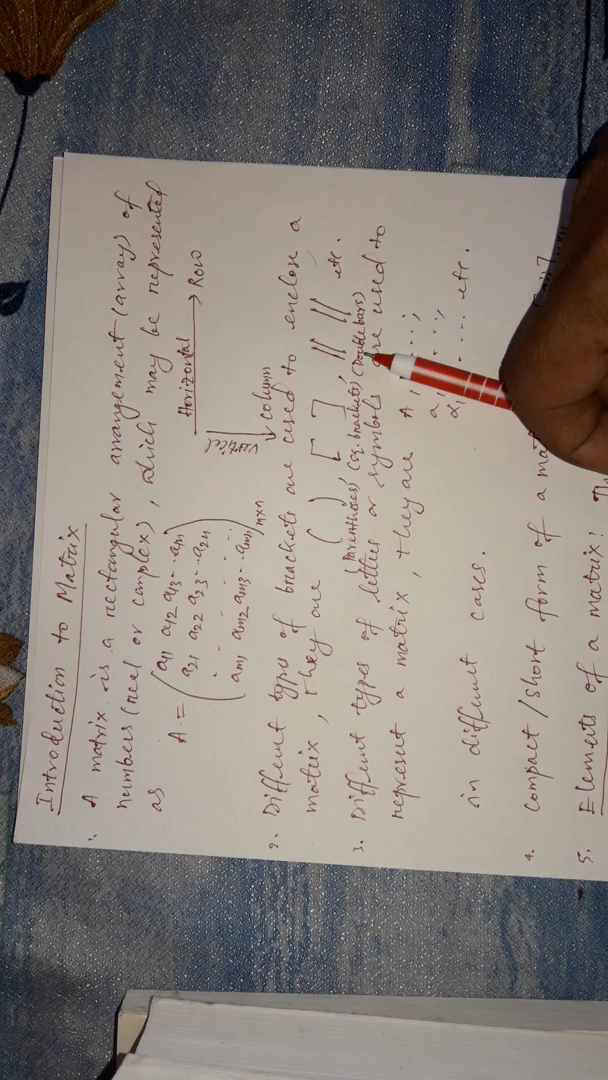 Introduction to Matrix
1. A matrix is a rectangular arrangement (array) of
numbers (real or complex), which may be represented
as
A = ( a11 a12 a13 ... a1n
a21 a22 a23 ... a2n
am1 am2 am3 ... amn ) m×n
Horizontal → Row
vertical ↓ column
2. Different type of brackets are used to enclose a
matrix, they are ( ) [ ] || || etc.
(Parentheses) (sq. brackets) (Double bars)
3. Different types of letters or symbols are used to
represent a matrix, they are A, ...;
a, ...;
α, .... etc.
in different cases.
4. Compact / short form of a
5. Elements of a matrix: